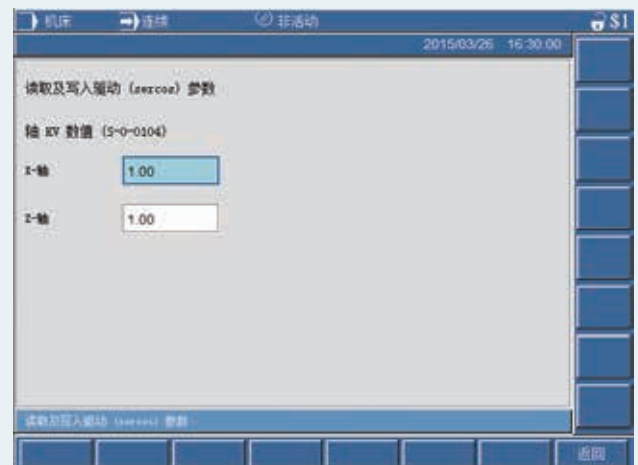 机床 连续 非活动 $1
2015/03/26 16:30:00
读取及写入驱动 (sercos) 参数
轴 KV 数值 (S-0-0104)
X-轴 1.00
Z-轴 1.00
读取及写入驱动 (sercos) 参数
返回